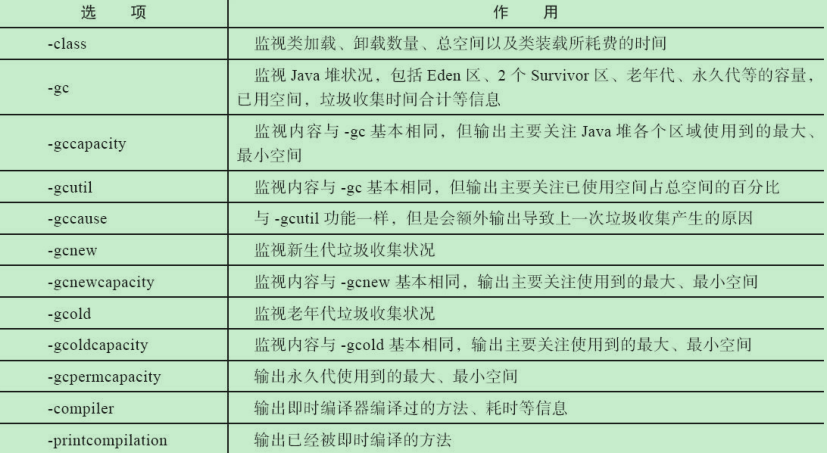 选 项 作 用
-class 监视类加载、卸载数量、总空间以及类装载所耗费的时间
-gc 监视 Java 堆状况，包括 Eden 区、2 个 Survivor 区、老年代、永久代等的容量，
已用空间，垃圾收集时间合计等信息
-gccapacity 监视内容与 -gc 基本相同，但输出主要关注 Java 堆各个区域使用到的最大、
最小空间
-gcutil 监视内容与 -gc 基本相同，但输出主要关注已使用空间占总空间的百分比
-gccause 与 -gcutil 功能一样，但是会额外输出导致上一次垃圾收集产生的原因
-gcnew 监视新生代垃圾收集状况
-gcnewcapacity 监视内容与 -gcnew 基本相同，输出主要关注使用到的最大、最小空间
-gcold 监视老年代垃圾收集状况
-gcoldcapacity 监视内容与 -gcold 基本相同，输出主要关注使用到的最大、最小空间
-gcpermcapacity 输出永久代使用到的最大、最小空间
-compiler 输出即时编译器编译过的方法、耗时等信息
-printcompilation 输出已经被即时编译的方法